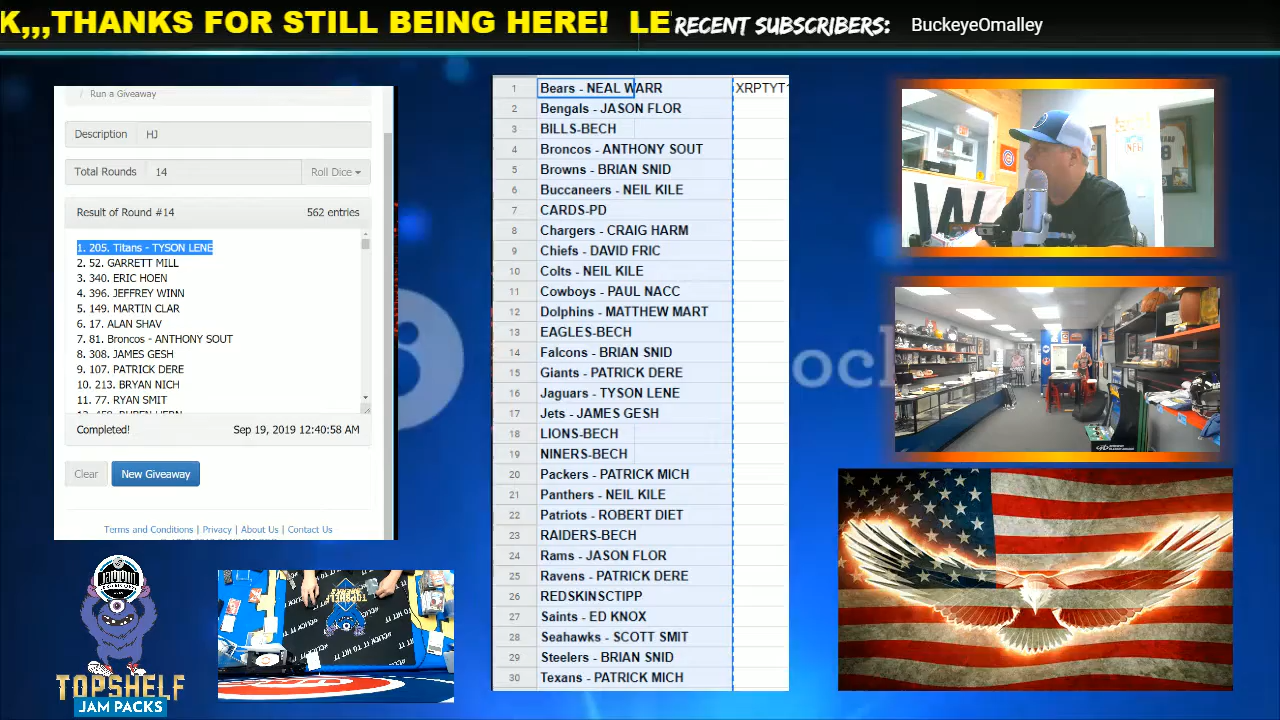 K,,,THANKS FOR STILL BEING HERE!  LE
RECENT SUBSCRIBERS: BuckeyeOmalley
/ Run a Giveaway
Description HJ
Total Rounds 14 Roll Dice
Result of Round #14 562 entries
1. 205. Titans - TYSON LENE
2. 52. GARRETT MILL
3. 340. ERIC HOEN
4. 396. JEFFREY WINN
5. 149. MARTIN CLAR
6. 17. ALAN SHAV
7. 81. Broncos - ANTHONY SOUT
8. 308. JAMES GESH
9. 107. PATRICK DERE
10. 213. BRYAN NICH
11. 77. RYAN SMIT
Completed! Sep 19, 2019 12:40:58 AM
Clear New Giveaway
Terms and Conditions | Privacy | About Us | Contact Us
TOPSHELF
JAM PACKS
1 Bears - NEAL WARR XRPTYT
2 Bengals - JASON FLOR
3 BILLS-BECH
4 Broncos - ANTHONY SOUT
5 Browns - BRIAN SNID
6 Buccaneers - NEIL KILE
7 CARDS-PD
8 Chargers - CRAIG HARM
9 Chiefs - DAVID FRIC
10 Colts - NEIL KILE
11 Cowboys - PAUL NACC
12 Dolphins - MATTHEW MART
13 EAGLES-BECH
14 Falcons - BRIAN SNID
15 Giants - PATRICK DERE
16 Jaguars - TYSON LENE
17 Jets - JAMES GESH
18 LIONS-BECH
19 NINERS-BECH
20 Packers - PATRICK MICH
21 Panthers - NEIL KILE
22 Patriots - ROBERT DIET
23 RAIDERS-BECH
24 Rams - JASON FLOR
25 Ravens - PATRICK DERE
26 REDSKINSCTIPP
27 Saints - ED KNOX
28 Seahawks - SCOTT SMIT
29 Steelers - BRIAN SNID
30 Texans - PATRICK MICH